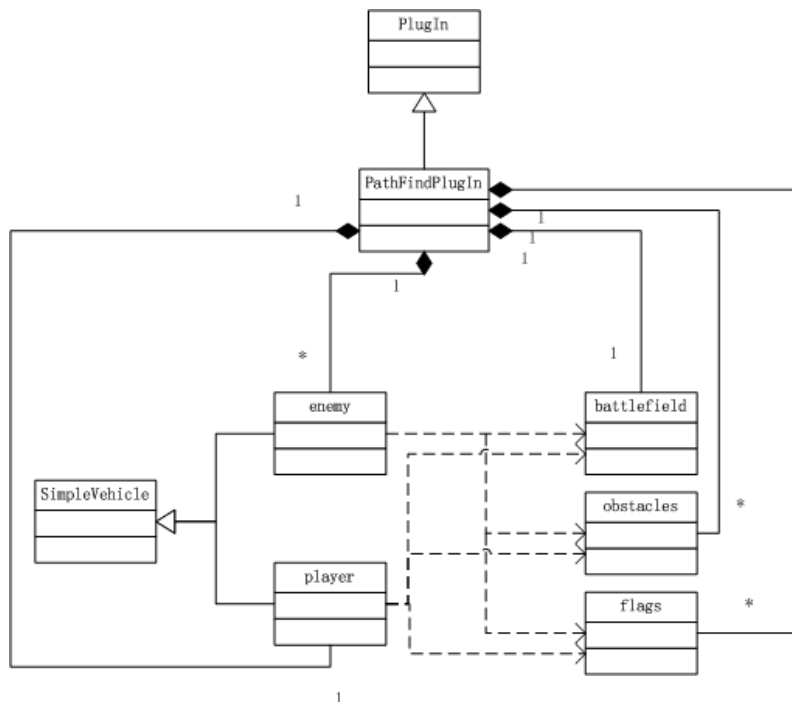 PlugIn
PathFindPlugIn
1
1
1
1
1
*
1
enemy
battlefield
SimpleVehicle
obstacles
*
player
flags
*
1